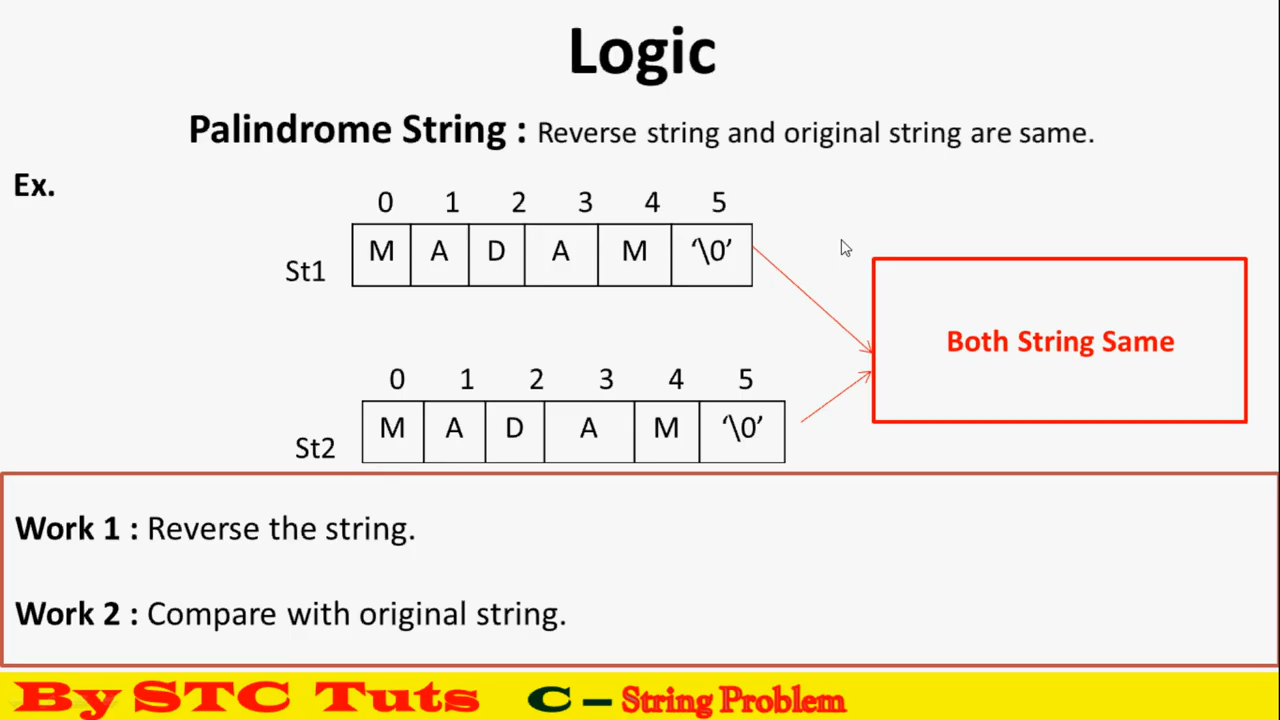 Logic
Palindrome String : Reverse string and original string are same.
Ex.
0 1 2 3 4 5
St1 M A D A M ‘\0’
Both String Same
0 1 2 3 4 5
St2 M A D A M ‘\0’
Work 1 : Reverse the string.
Work 2 : Compare with original string.
By STC Tuts C – String Problem